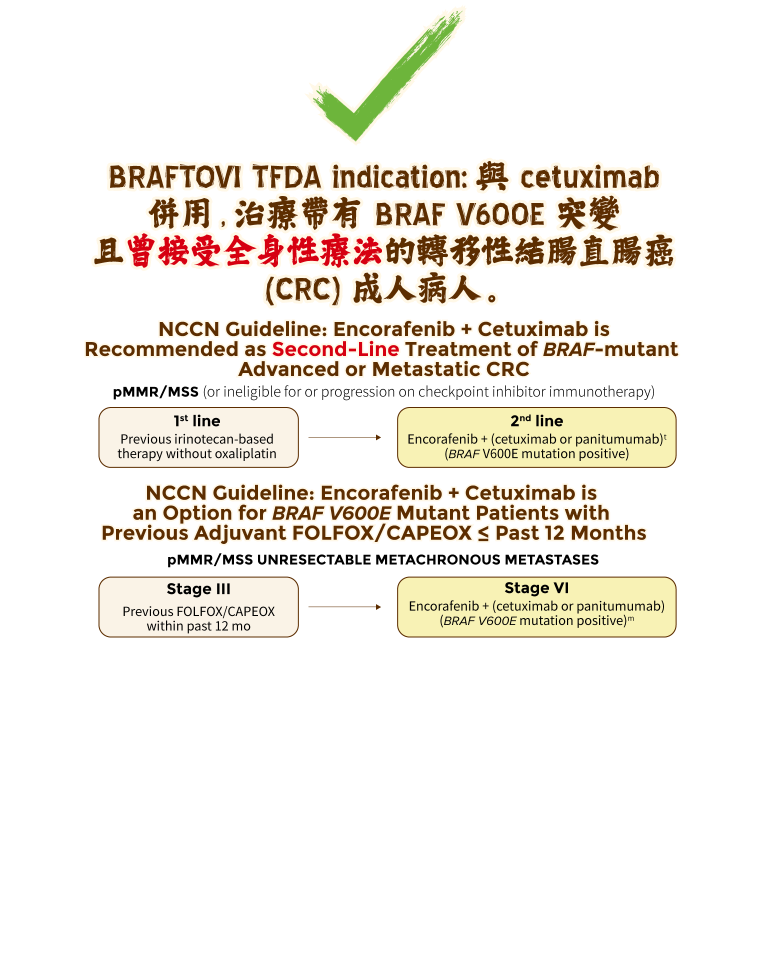 BRAFTOVI TFDA indication: 與 cetuximab
併用，治療帶有 BRAF V600E 突變
且曾接受全身性療法的轉移性結腸直腸癌
(CRC) 成人病人。
NCCN Guideline: Encorafenib + Cetuximab is
Recommended as Second-Line Treatment of BRAF-mutant
Advanced or Metastatic CRC
pMMR/MSS (or ineligible for or progression on checkpoint inhibitor immunotherapy)
1st line
Previous irinotecan-based
therapy without oxaliplatin
2nd line
Encorafenib + (cetuximab or panitumumab)t
(BRAF V600E mutation positive)
NCCN Guideline: Encorafenib + Cetuximab is
an Option for BRAF V600E Mutant Patients with
Previous Adjuvant FOLFOX/CAPEOX ≤ Past 12 Months
pMMR/MSS UNRESECTABLE METACHRONOUS METASTASES
Stage III
Previous FOLFOX/CAPEOX
within past 12 mo
Stage VI
Encorafenib + (cetuximab or panitumumab)
(BRAF V600E mutation positive)m